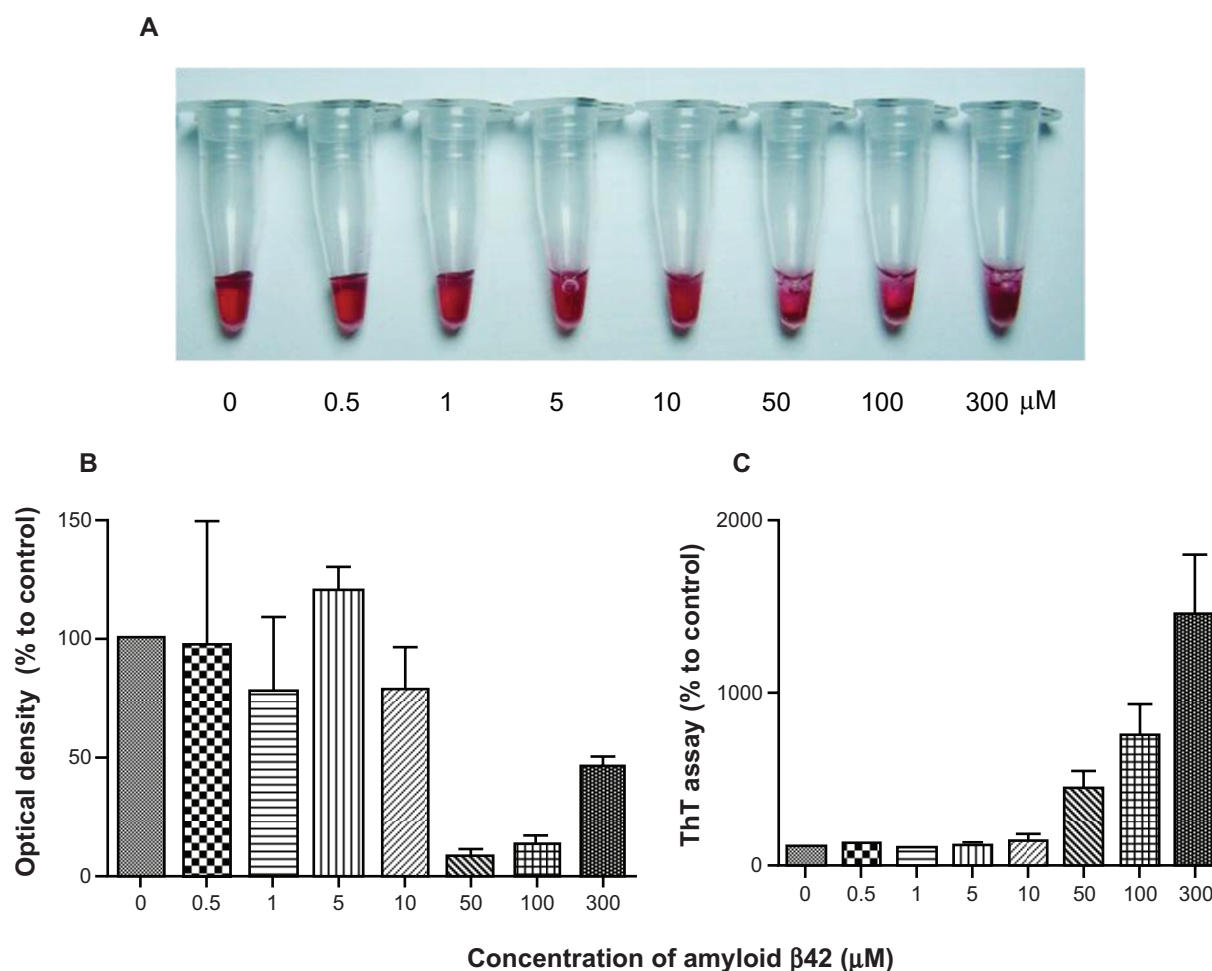 A
0 0.5 1 5 10 50 100 300 μM
B
Optical density (% to control)
150
100
50
0
0 0.5 1 5 10 50 100 300
C
ThT assay (% to control)
2000
1000
0
0 0.5 1 5 10 50 100 300
Concentration of amyloid β42 (μM)